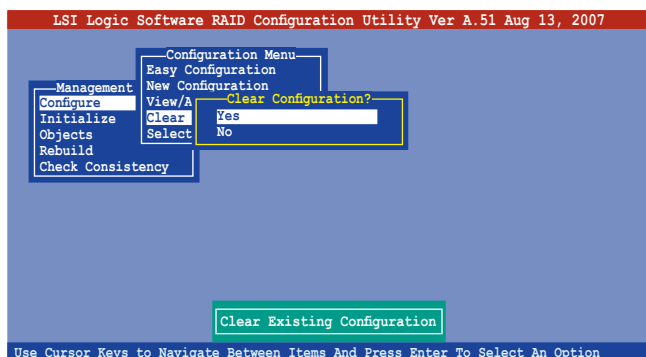 LSI Logic Software RAID Configuration Utility Ver A.51 Aug 13, 2007
Configuration Menu
Easy Configuration
New Configuration
View/A
Clear
Select
Management
Configure
Initialize
Objects
Rebuild
Check Consistency
Clear Configuration?
Yes
No
Clear Existing Configuration
Use Cursor Keys to Navigate Between Items And Press Enter To Select An Option